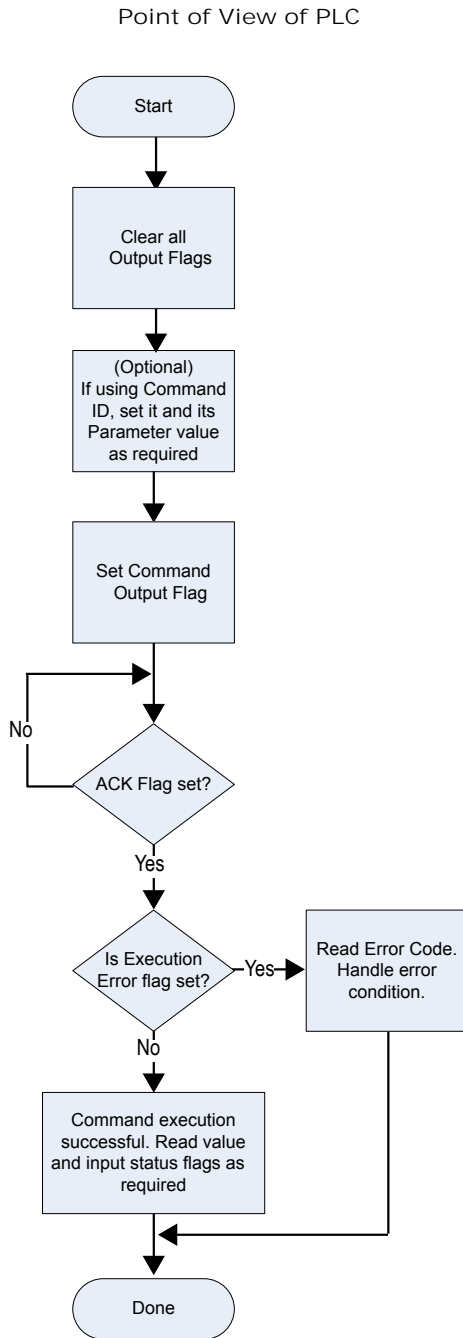 Point of View of PLC
Start
Clear all
Output Flags
(Optional)
If using Command
ID, set it and its
Parameter value
as required
Set Command
Output Flag
No
ACK Flag set?
Yes
Is Execution
Error flag set?
Yes
Read Error Code.
Handle error
condition.
No
Command execution
successful. Read value
and input status flags as
required
Done